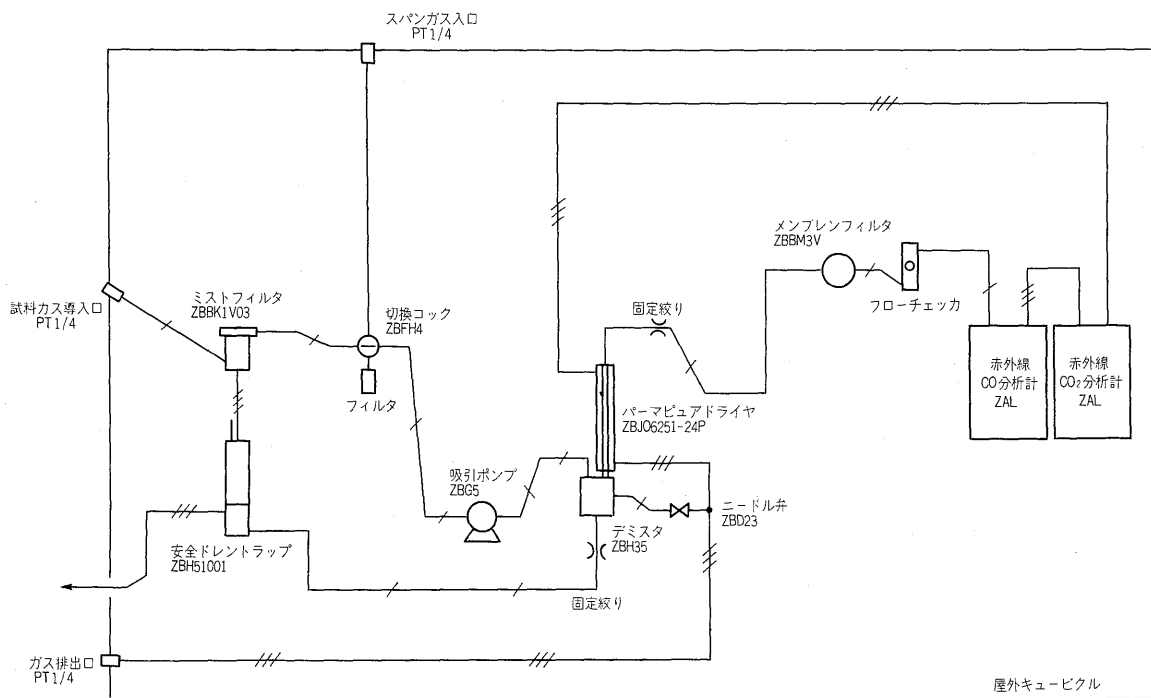 スパンガス入口
PT1/4
試料カス導入口
PT1/4
ミストフィルタ
ZBBK1V03
切換コック
ZBFH4
フィルタ
固定絞り
メンブレンフィルタ
ZBBM3V
フローチェッカ
赤外線
CO分析計
ZAL
赤外線
CO₂分析計
ZAL
パーマピュアドライヤ
ZBJ06251-24P
吸引ポンプ
ZBG5
ニードル弁
ZBD23
デミスタ
ZBH35
安全ドレントラップ
ZBH51001
固定絞り
ガス排出口
PT1/4
屋外キュービクル